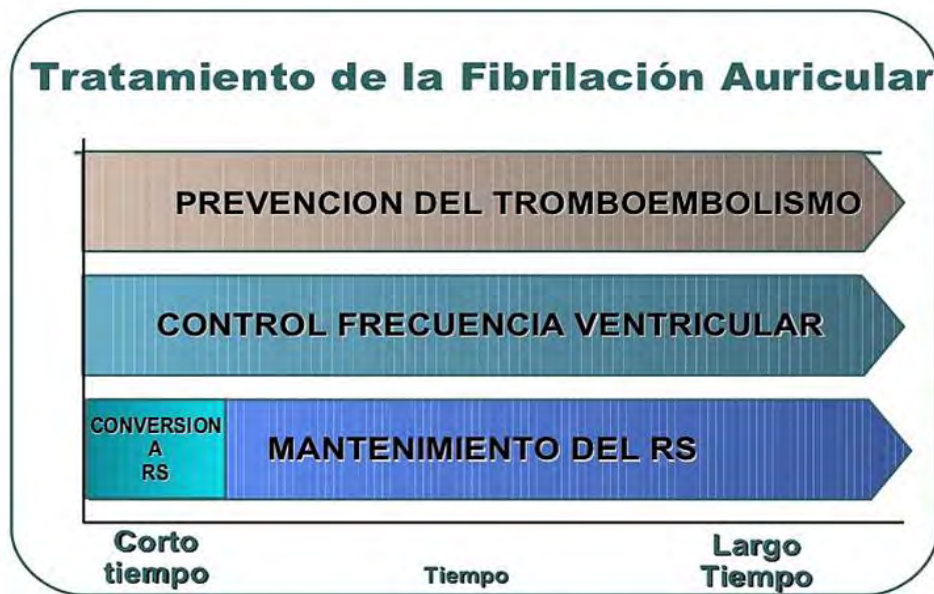 Tratamiento de la Fibrilación Auricular
PREVENCION DEL TROMBOEMBOLISMO
CONTROL FRECUENCIA VENTRICULAR
CONVERSION
A
RS
MANTENIMIENTO DEL RS
Corto
tiempo
Tiempo
Largo
Tiempo